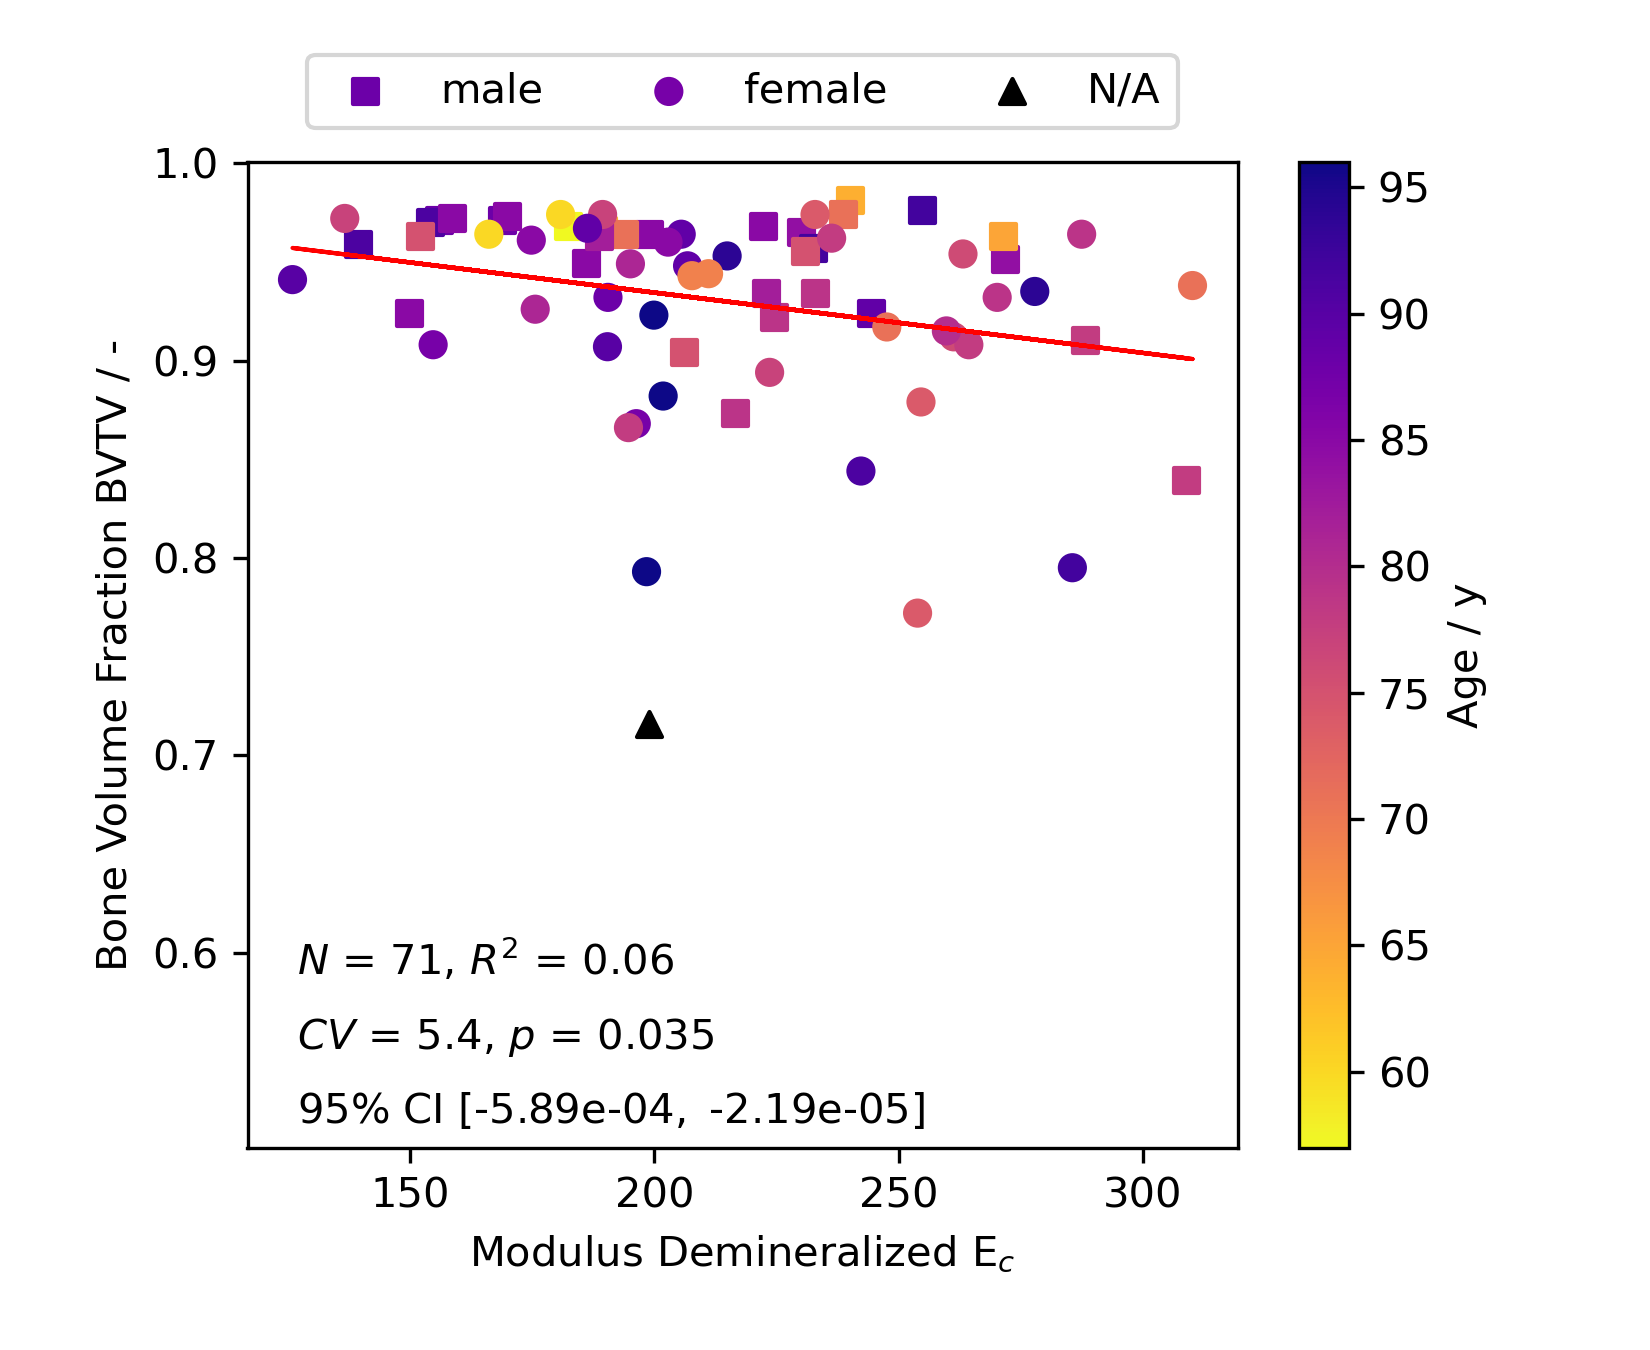 male female N/A
1.0
0.9
0.8
0.7
0.6
Bone Volume Fraction BVTV / -
N = 71, R² = 0.06
CV = 5.4, p = 0.035
95% CI [-5.89e-04, -2.19e-05]
150 200 250 300
Modulus Demineralized E_c
95
90
85
80
75
70
65
60
Age / y